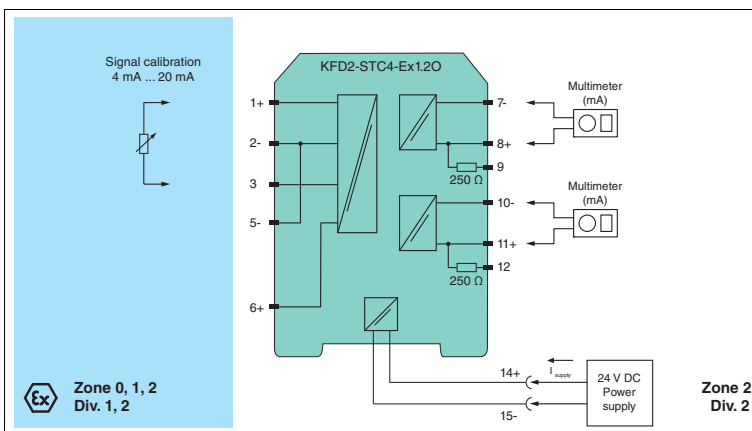 Signal calibration
4 mA ... 20 mA
KFD2-STC4-Ex1.2O
1+
2-
3
5-
6+
7-
8+
9
250 Ω
10-
11+
12
250 Ω
Multimeter
(mA)
Multimeter
(mA)
14+
15-
I supply
24 V DC
Power
supply
Ex
Zone 0, 1, 2
Div. 1, 2
Zone 2
Div. 2